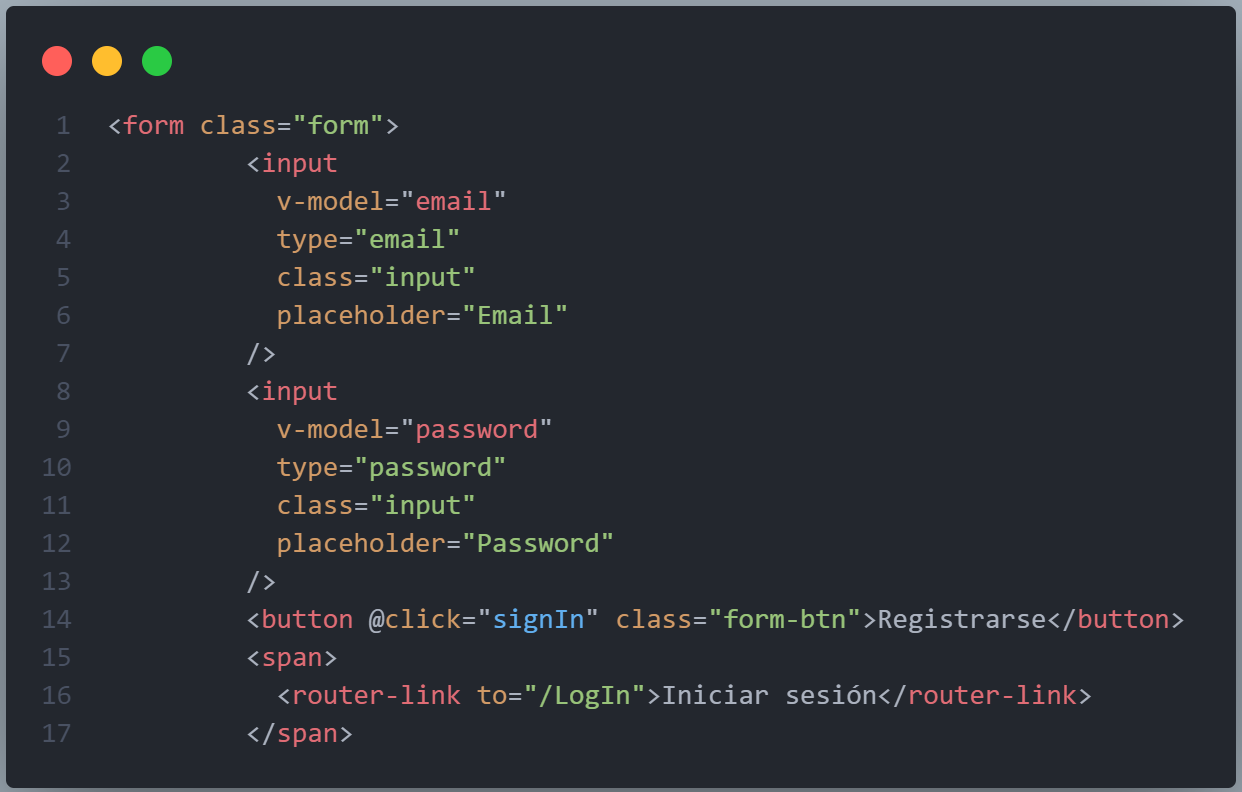 1 <form class="form">
2 <input
3 v-model="email"
4 type="email"
5 class="input"
6 placeholder="Email"
7 />
8 <input
9 v-model="password"
10 type="password"
11 class="input"
12 placeholder="Password"
13 />
14 <button @click="signIn" class="form-btn">Registrarse</button>
15 <span>
16 <router-link to="/LogIn">Iniciar sesión</router-link>
17 </span>